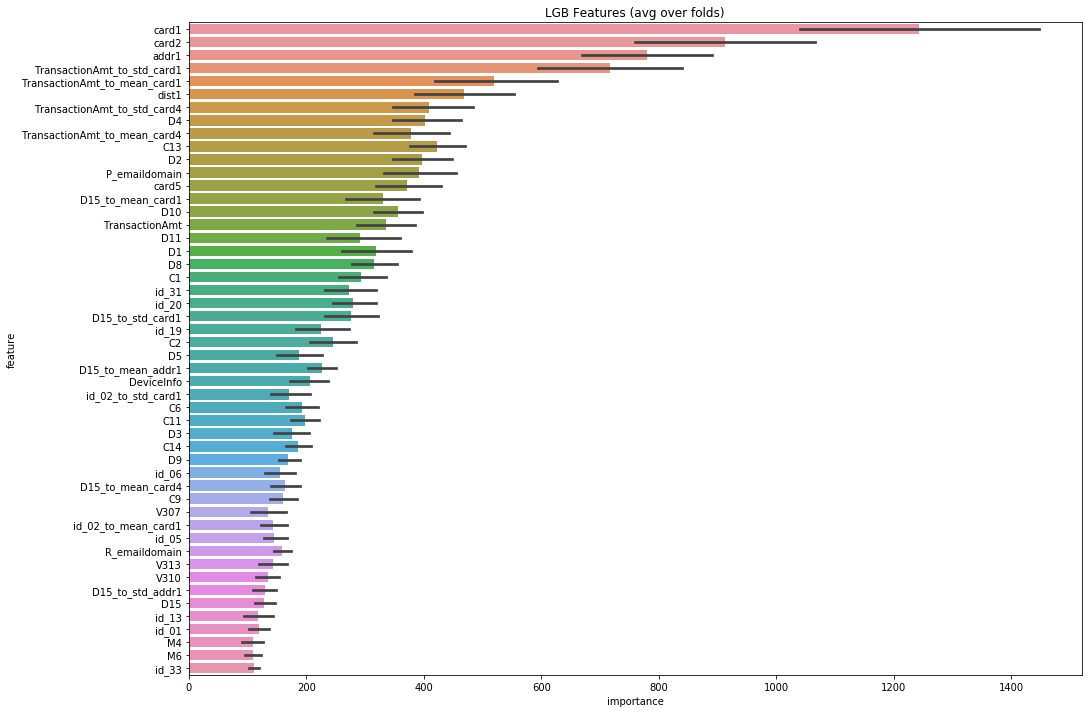 LGB Features (avg over folds)
feature
card1
card2
addr1
TransactionAmt_to_std_card1
TransactionAmt_to_mean_card1
dist1
TransactionAmt_to_std_card4
D4
TransactionAmt_to_mean_card4
C13
D2
P_emaildomain
card5
D15_to_mean_card1
D10
TransactionAmt
D11
D1
D8
C1
id_31
id_20
D15_to_std_card1
id_19
C2
D5
D15_to_mean_addr1
DeviceInfo
id_02_to_std_card1
C6
C11
D3
C14
D9
id_06
D15_to_mean_card4
C9
V307
id_02_to_mean_card1
id_05
R_emaildomain
V313
V310
D15_to_std_addr1
D15
id_13
id_01
M4
M6
id_33
0 200 400 600 800 1000 1200 1400
importance